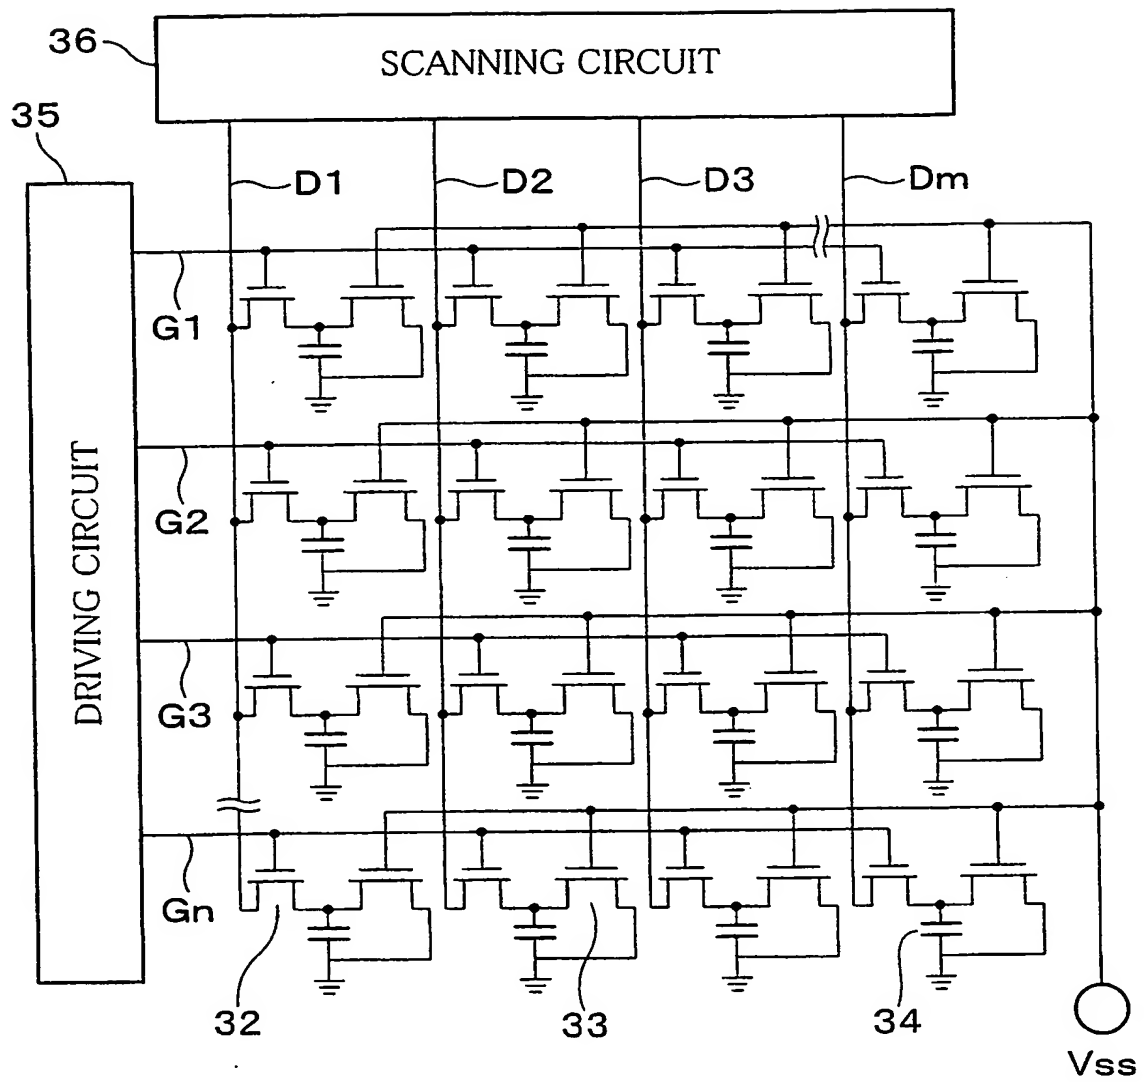 36
SCANNING CIRCUIT
35
D1
D2
D3
Dm
G1
G2
DRIVING CIRCUIT
G3
Gn
32
33
34
Vss